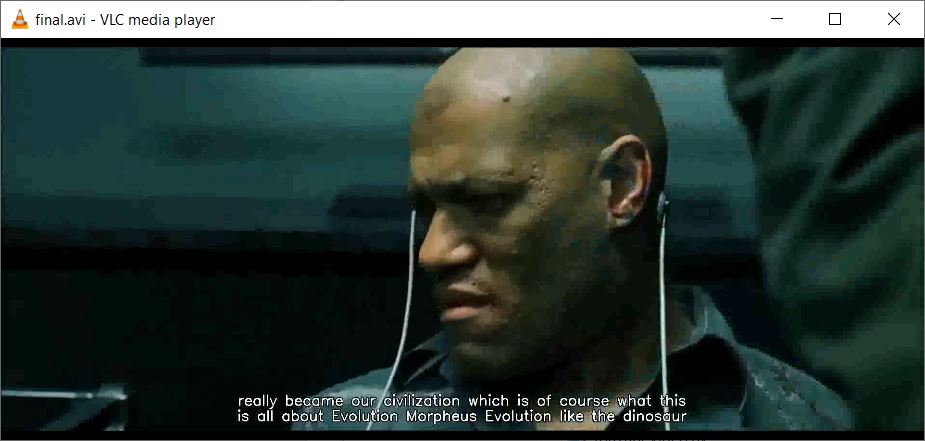 final.avi - VLC media player
really became our civilization which is of course what this
is all about Evolution Morpheus Evolution like the dinosaur